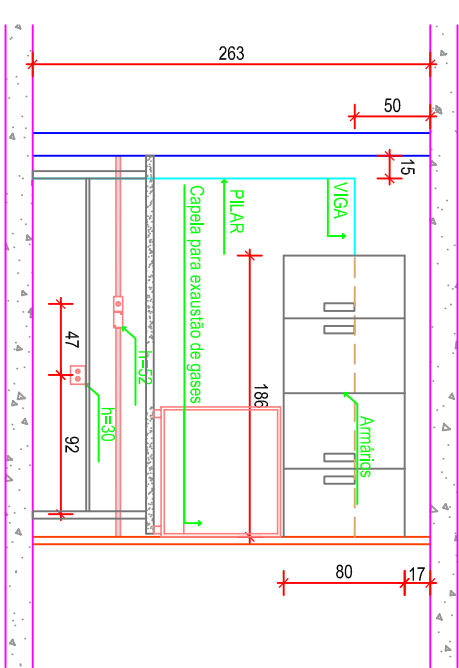 263
50
15
VIGA
PILAR
Capela para exaustão de gases
186
47
h=52
92
h=30
Armários
80
17